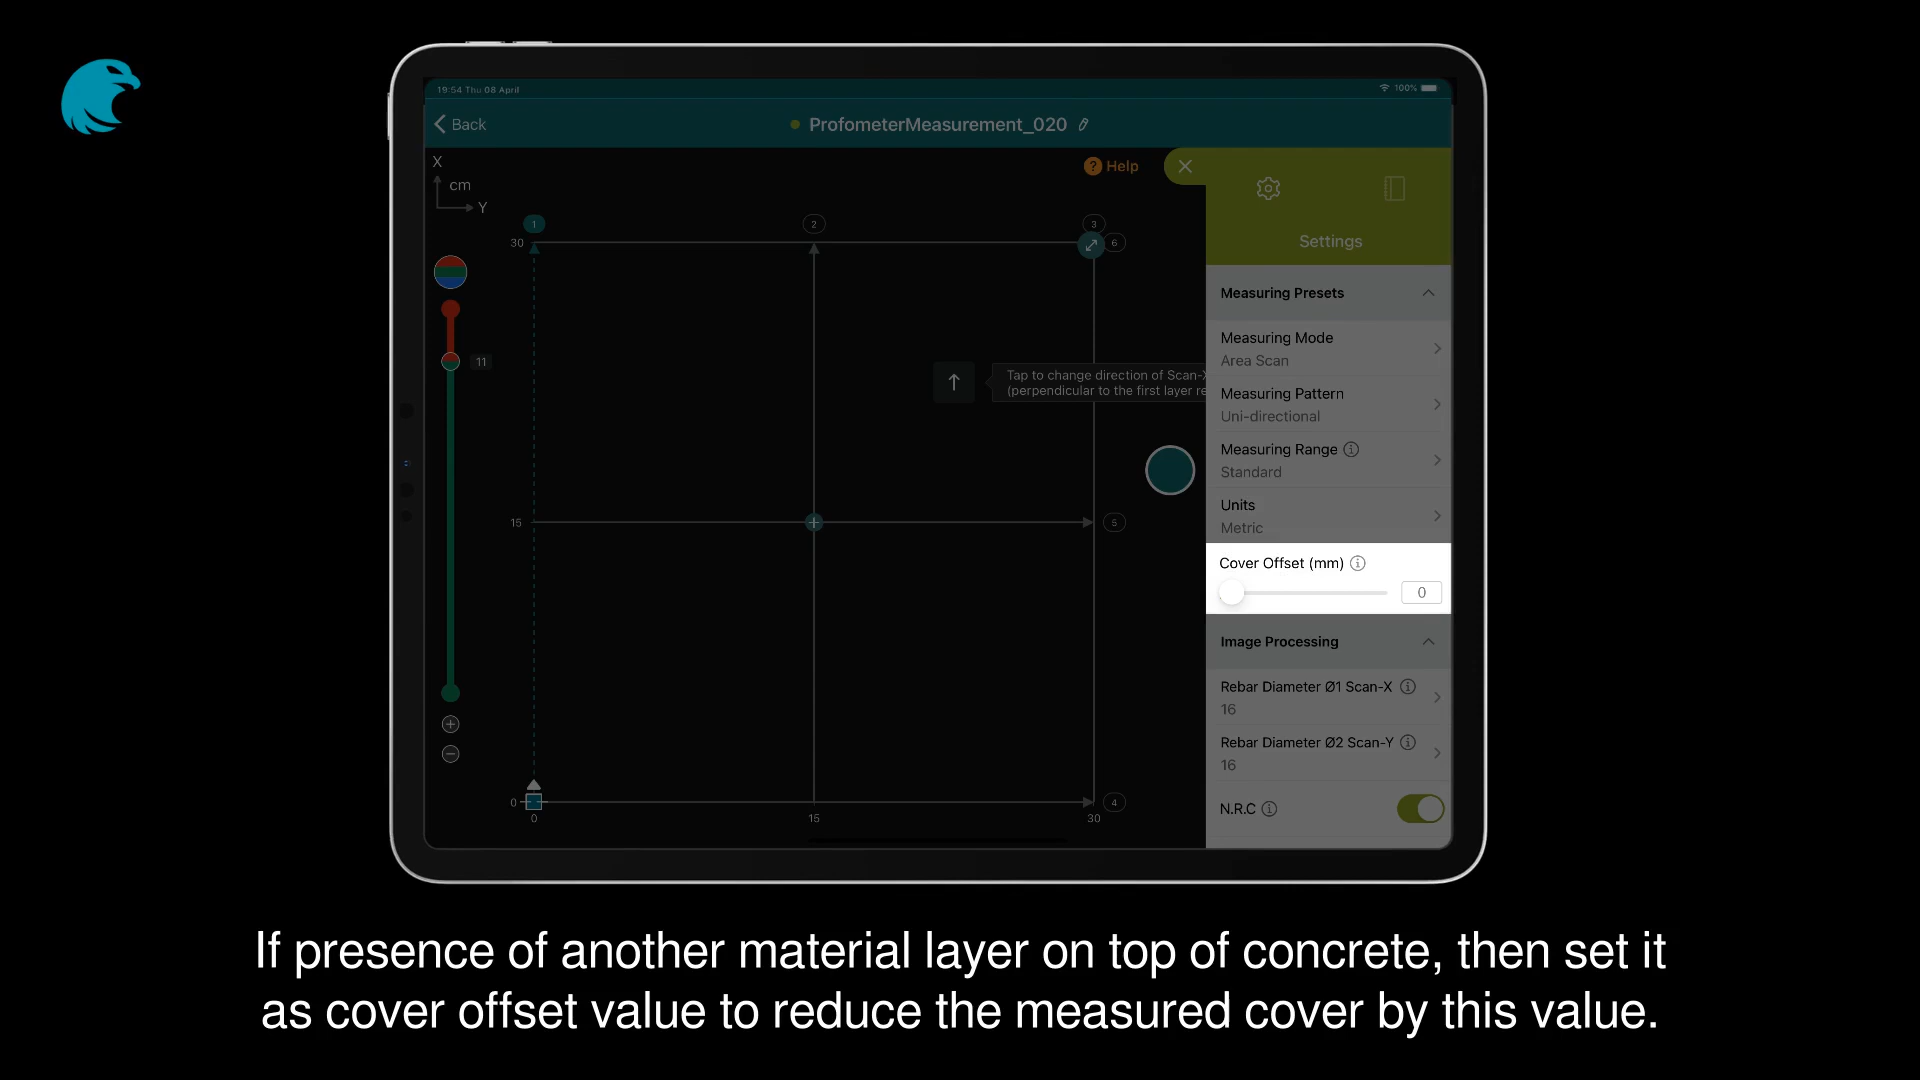 19:54 Thu 08 April
100%
Back
ProfometerMeasurement_020
X
cm
Y
? Help
Settings
1
2
3
6
30
11
Tap to change direction of Scan-X
(perpendicular to the first layer re
15
5
0
4
0
15
30
Measuring Presets
Measuring Mode
Area Scan
Measuring Pattern
Uni-directional
Measuring Range
Standard
Units
Metric
Cover Offset (mm)
0
Image Processing
Rebar Diameter Ø1 Scan-X
16
Rebar Diameter Ø2 Scan-Y
16
N.R.C
If presence of another material layer on top of concrete, then set it
as cover offset value to reduce the measured cover by this value.